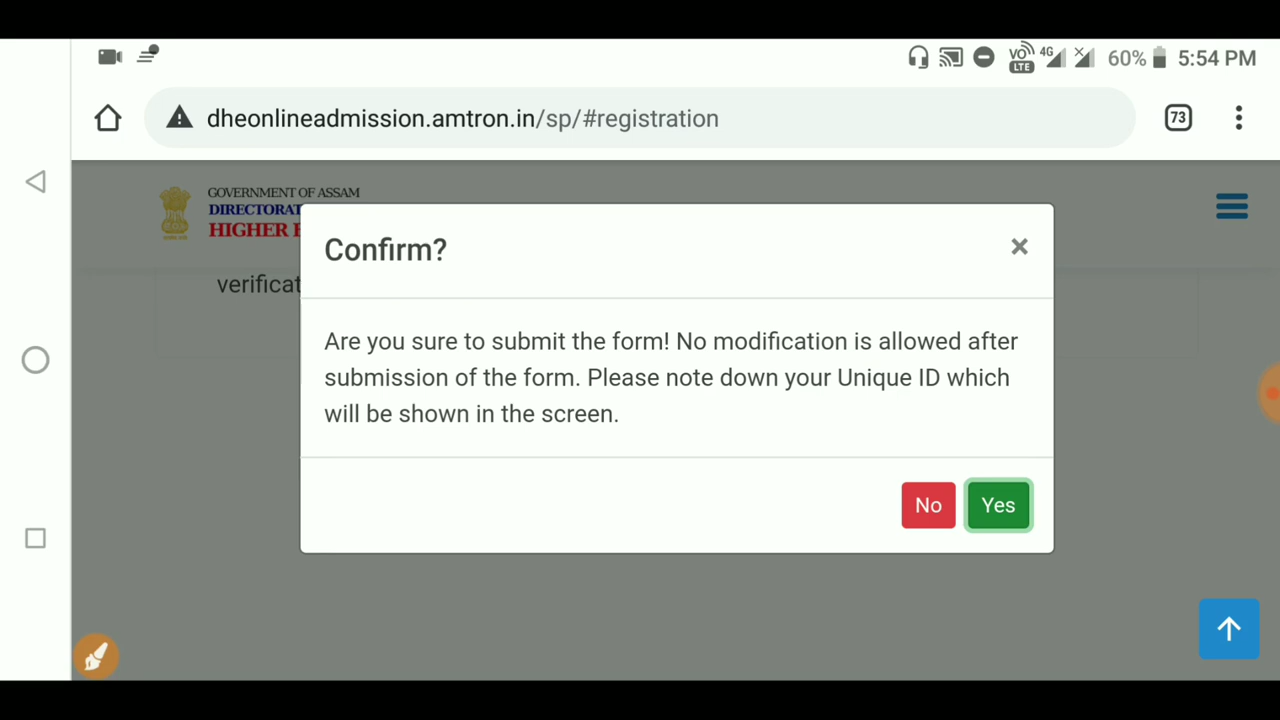 VO LTE 4G 60% 5:54 PM
dheonlineadmission.amtron.in/sp/#registration
73
GOVERNMENT OF ASSAM
DIRECTORAT
HIGHER E
verificat
Confirm?
×
Are you sure to submit the form! No modification is allowed after
submission of the form. Please note down your Unique ID which
will be shown in the screen.
No Yes